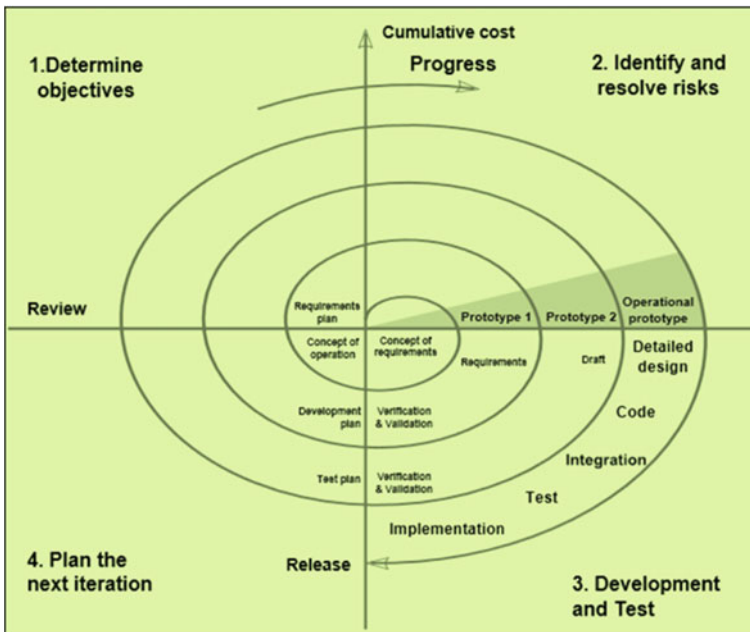 Cumulative cost
Progress
1.Determine
objectives
2. Identify and
resolve risks
Review
Requirements
plan
Prototype 1
Prototype 2
Operational
prototype
Concept of
operation
Concept of
requirements
Requirements
Draft
Detailed
design
Code
Development
plan
Verification
& Validation
Integration
Test plan
Verification
& Validation
Test
Implementation
Release
4. Plan the
next iteration
3. Development
and Test